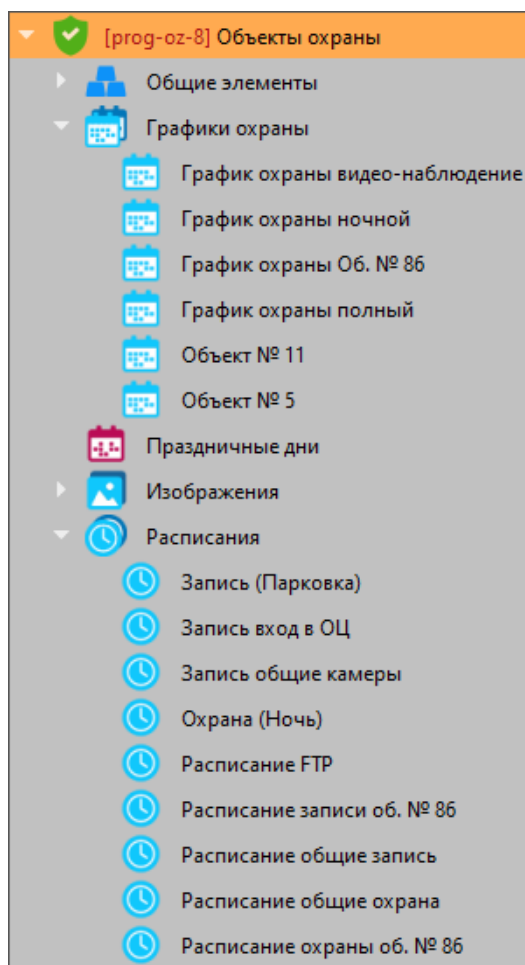 [prog-oz-8] Объекты охраны
Общие элементы
Графики охраны
График охраны видео-наблюдение
График охраны ночной
График охраны Об. № 86
График охраны полный
Объект № 11
Объект № 5
Праздничные дни
Изображения
Расписания
Запись (Парковка)
Запись вход в ОЦ
Запись общие камеры
Охрана (Ночь)
Расписание FTP
Расписание записи об. № 86
Расписание общие запись
Расписание общие охрана
Расписание охраны об. № 86